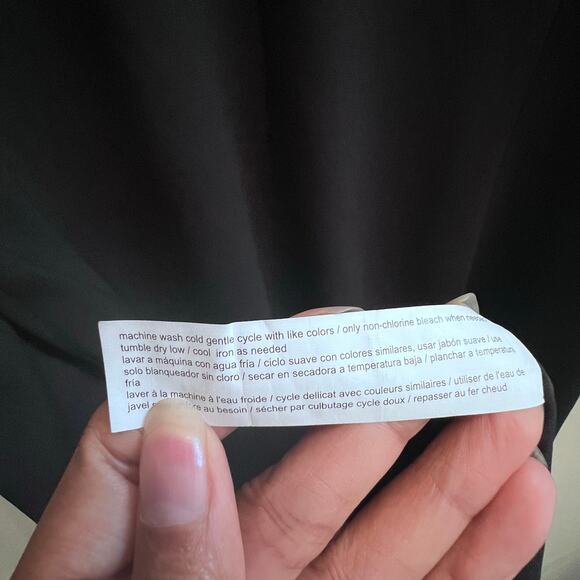 machine wash cold gentle cycle with like colors / only non-chlorine bleach when
tumble dry low / cool iron as needed
lavar a máquina con agua fría / ciclo suave con colores similares, usar jabón suave / use
solo blanqueador sin cloro / secar en secadora a temperatura baja / planchar a temperatura
fría
laver à la machine à l'eau froide / cycle dellicat avec couleurs similaires / utiliser de l'eau de
javel au besoin / sécher par culbutage cycle doux / repasser au fer cheud